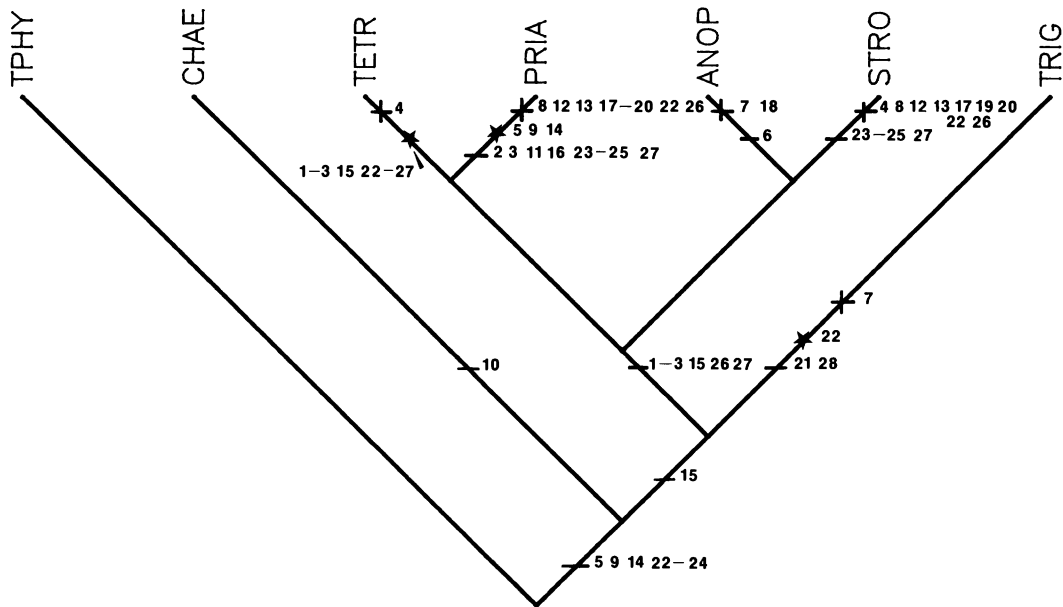 TPHY
CHAE
TETR
PRIA
ANOP
STRO
TRIG
4
8 12 13 17–20 22 26
7 18
4 8 12 13 17 19 20
22 26
5 9 14
6
23–25 27
2 3 11 16 23–25 27
1–3 15 22–27
7
22
10
1–3 15 26 27
21 28
15
5 9 14 22–24